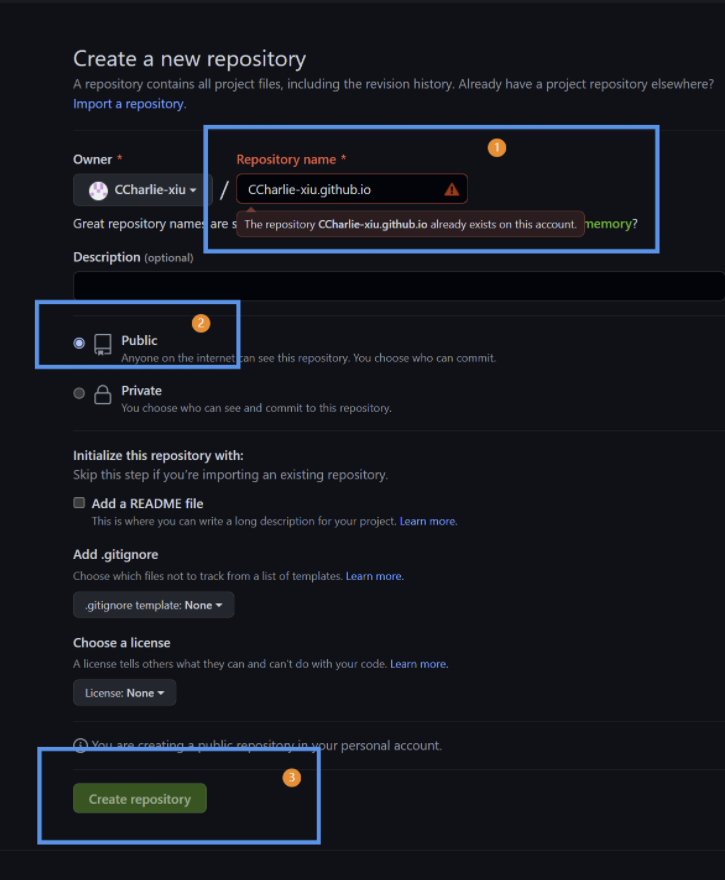 Create a new repository
A repository contains all project files, including the revision history. Already have a project repository elsewhere?
Import a repository.
Owner * Repository name * 1
CCharlie-xiu / CCharlie-xiu.github.io
Great repository names are s The repository CCharlie-xiu.github.io already exists on this account. memory?
Description (optional)
2
Public
Anyone on the internet can see this repository. You choose who can commit.
Private
You choose who can see and commit to this repository.
Initialize this repository with:
Skip this step if you're importing an existing repository.
Add a README file
This is where you can write a long description for your project. Learn more.
Add .gitignore
Choose which files not to track from a list of templates. Learn more.
.gitignore template: None
Choose a license
A license tells others what they can and can't do with your code. Learn more.
License: None
You are creating a public repository in your personal account.
3
Create repository